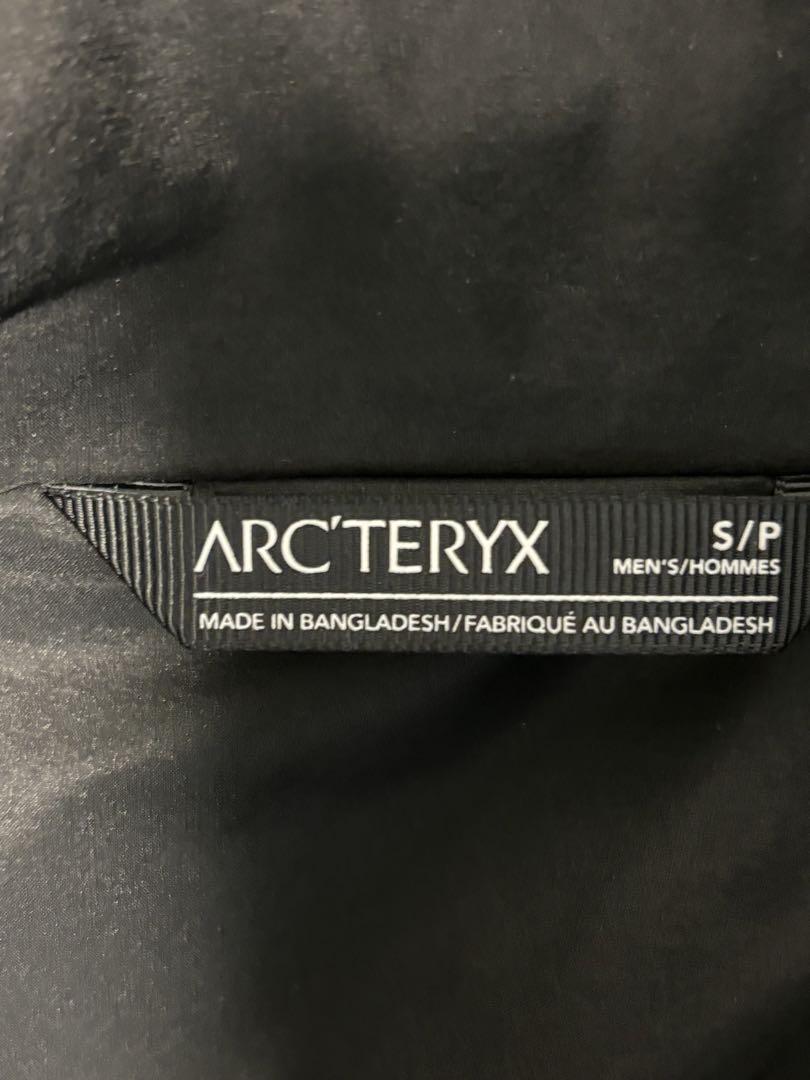 ARC'TERYX
S/P
MEN'S/HOMMES
MADE IN BANGLADESH/FABRIQUÉ AU BANGLADESH